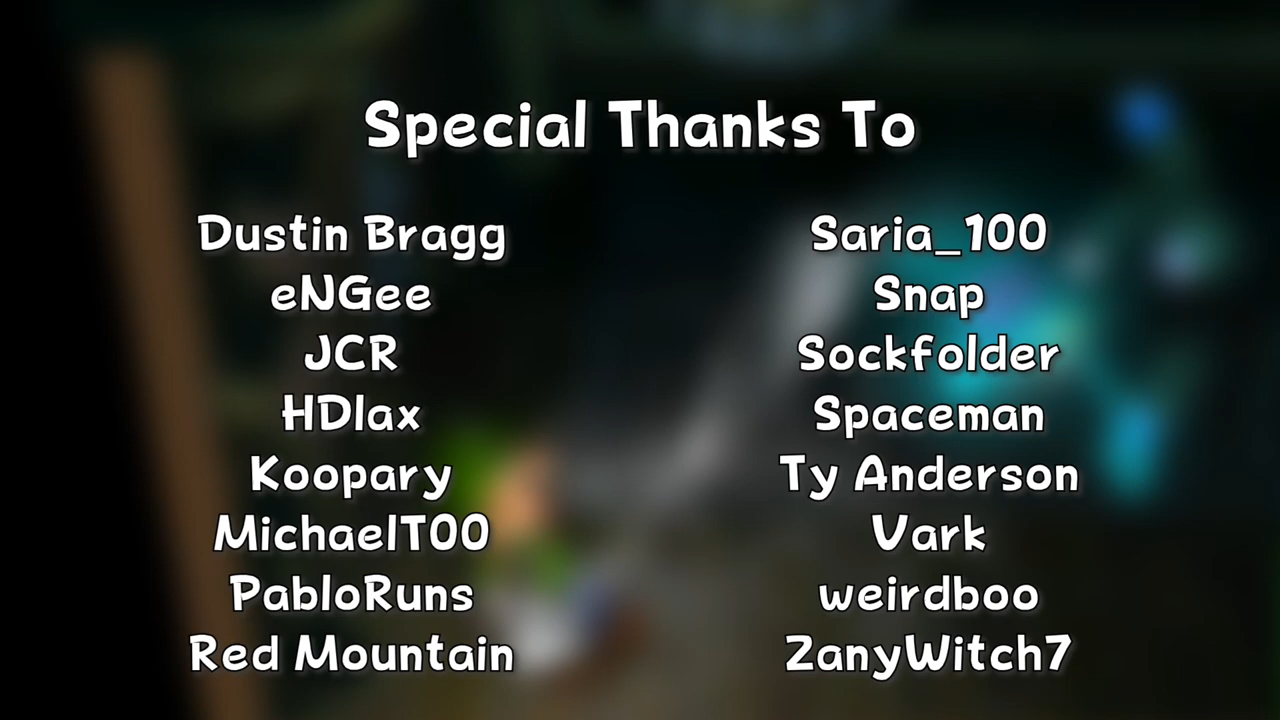 Special Thanks To
Dustin Bragg
eNGee
JCR
HDlax
Koopary
MichaelT00
PabloRuns
Red Mountain
Saria_100
Snap
Sockfolder
Spaceman
Ty Anderson
Vark
weirdboo
ZanyWitch7